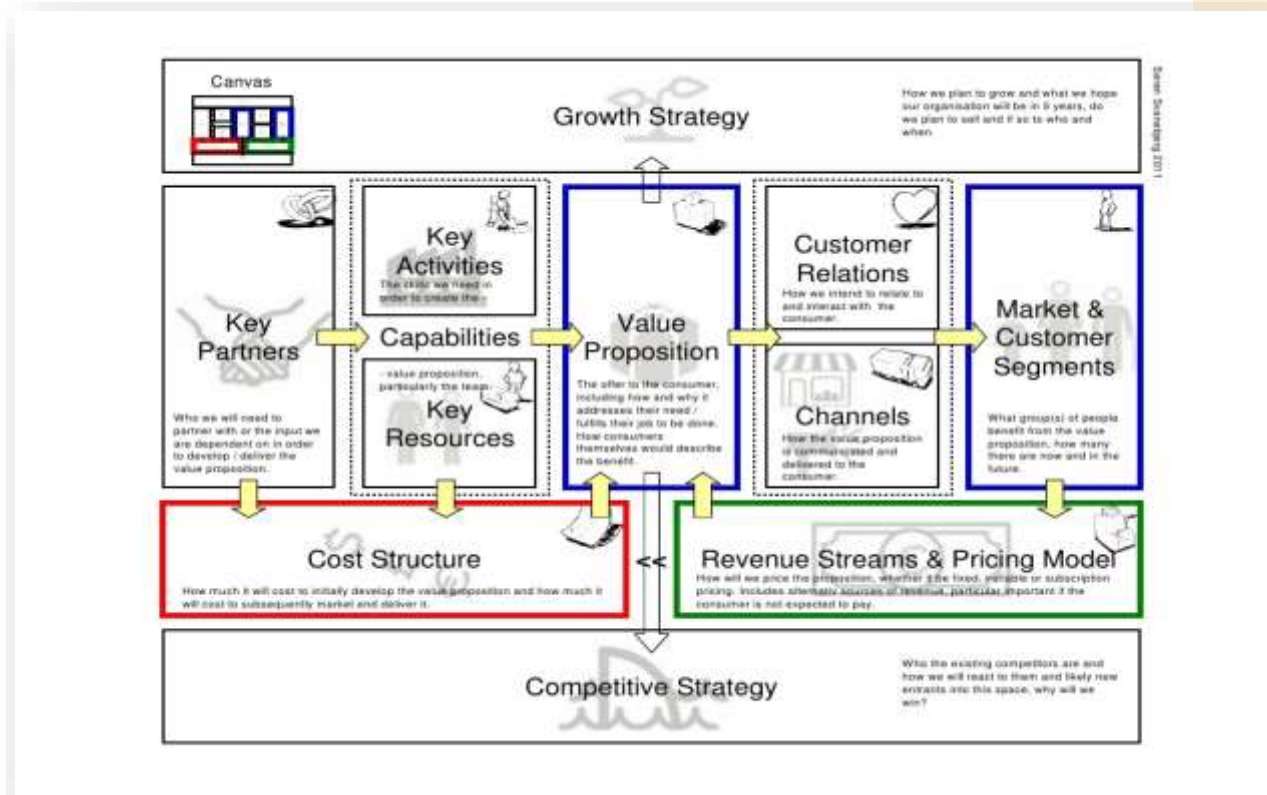 Canvas
Growth Strategy
How we plan to grow and what we hope
our organisation will be in 5 years, do
we plan to sell and if so to who and
when.
Key
Partners
Who we will need to
partner with or the input we
are dependent on in order
to develop / deliver the
value proposition.
Key
Activities
The skills we need in
order to create the -
Capabilities
- value proposition,
particularly the team.
Key
Resources
Value
Proposition
The offer to the consumer,
including how and why it
addresses their need /
fulfils their job to be done.
How consumers
themselves would describe
the benefit.
Customer
Relations
How we intend to relate to
and interact with the
consumer.
Channels
How the value proposition
is communicated and
delivered to the
consumer.
Market &
Customer
Segments
What group(s) of people
benefit from the value
proposition, how many
there are now and in the
future.
Cost Structure
How much it will cost to initially develop the value proposition and how much it
will cost to subsequently market and deliver it.
<<
Revenue Streams & Pricing Model
How will we price the proposition, whether it be fixed, variable or subscription
pricing. Includes alternate sources of revenue, particular important if the
consumer is not expected to pay.
Competitive Strategy
Who the existing competitors are and
how we will react to them and likely new
entrants into this space, why will we
win?
2011